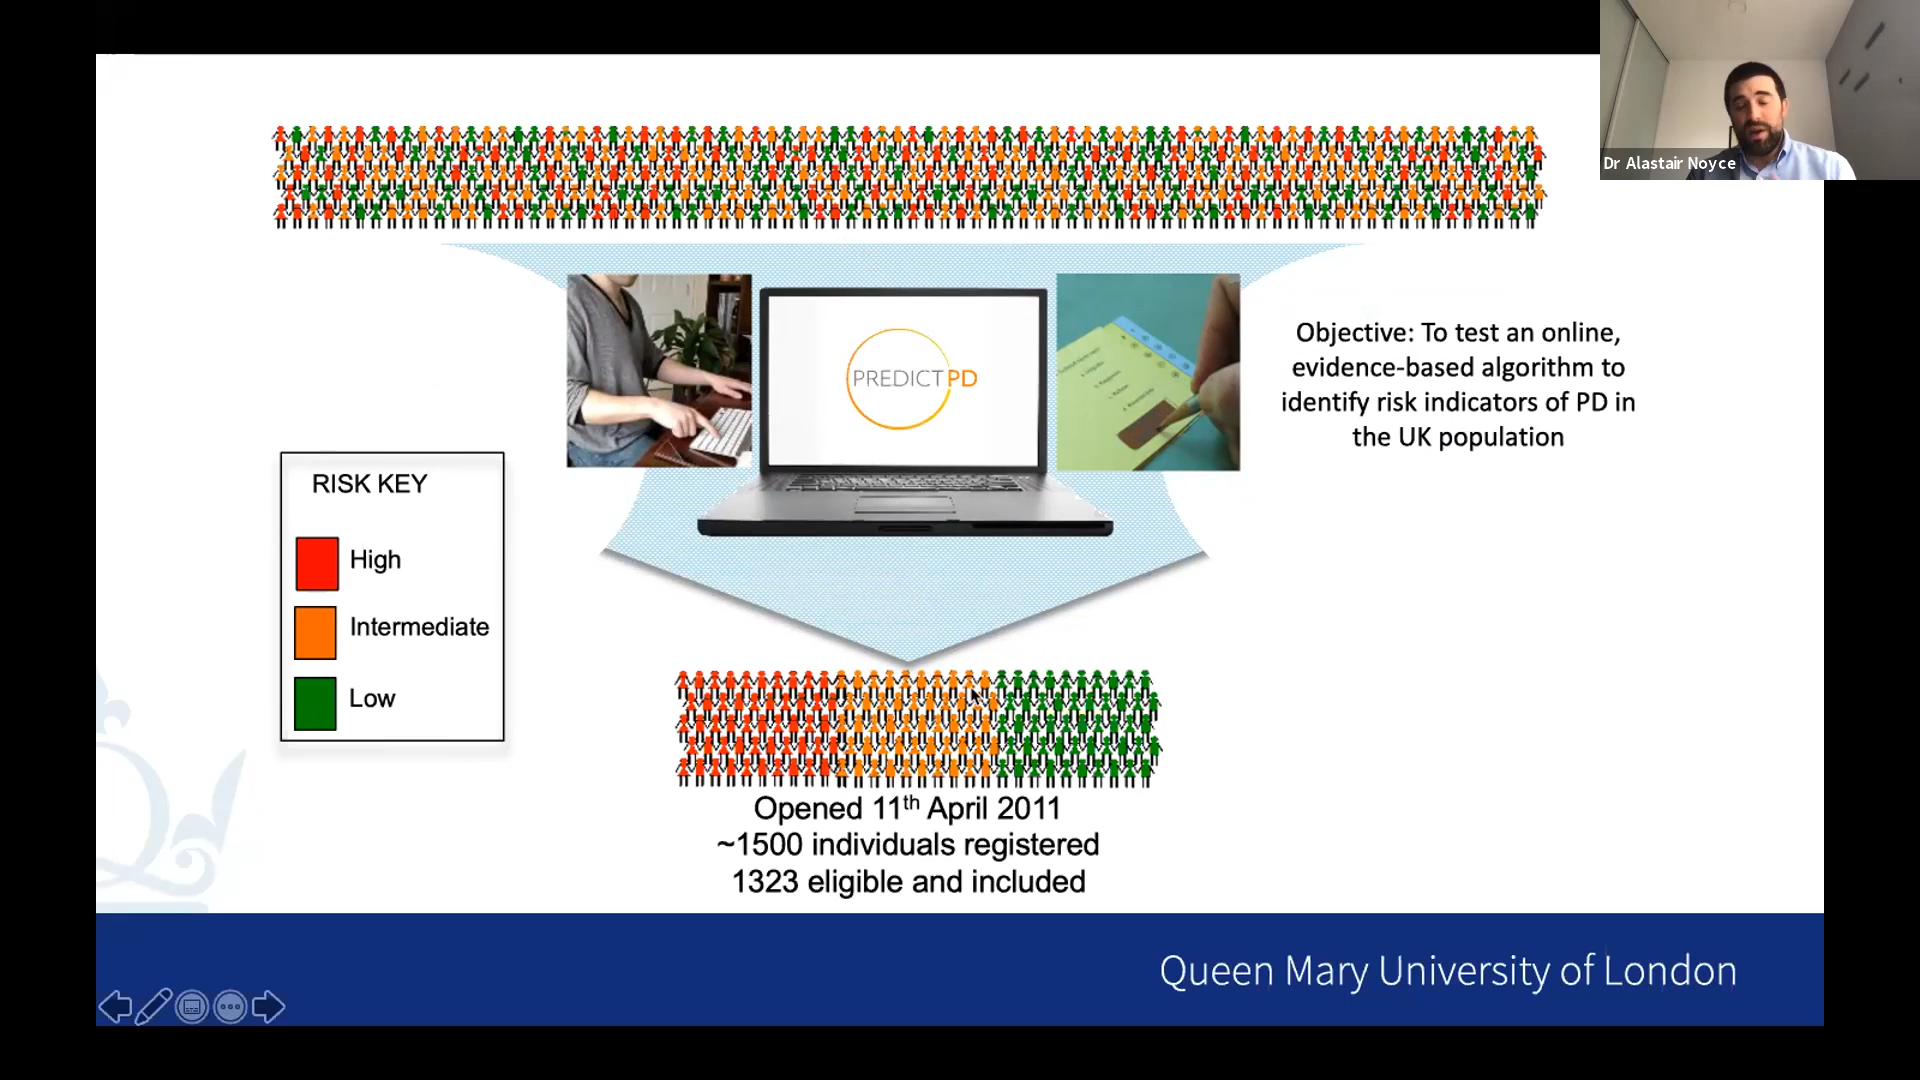 Dr Alastair Noyce
PREDICTPD
Objective: To test an online,
evidence-based algorithm to
identify risk indicators of PD in
the UK population
RISK KEY
High
Intermediate
Low
Opened 11th April 2011
~1500 individuals registered
1323 eligible and included
Queen Mary University of London